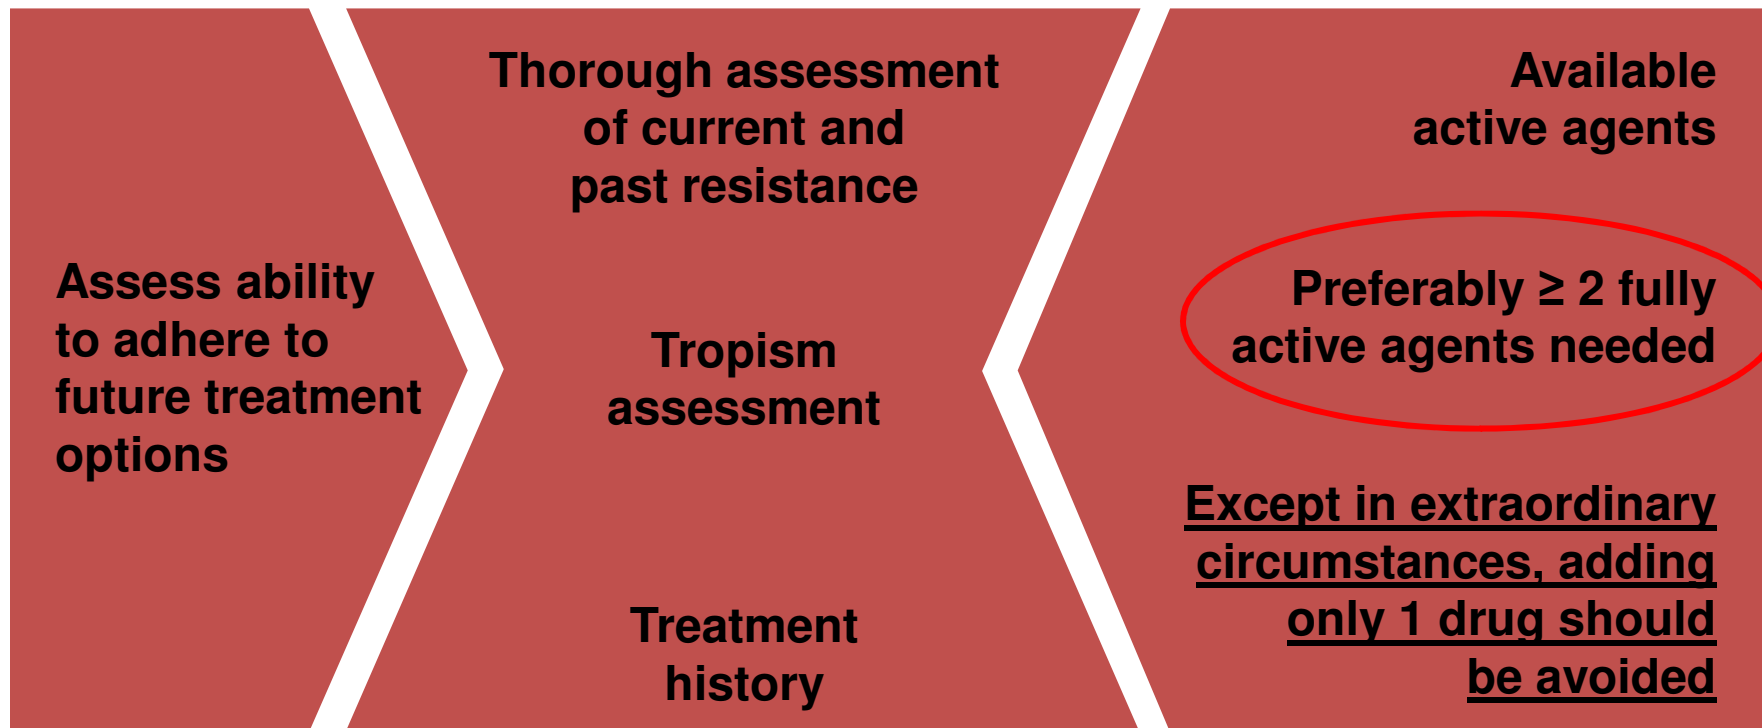 Assess ability
to adhere to
future treatment
options
Thorough assessment
of current and
past resistance
Tropism
assessment
Treatment
history
Available
active agents
Preferably ≥ 2 fully
active agents needed
Except in extraordinary
circumstances, adding
only 1 drug should
be avoided